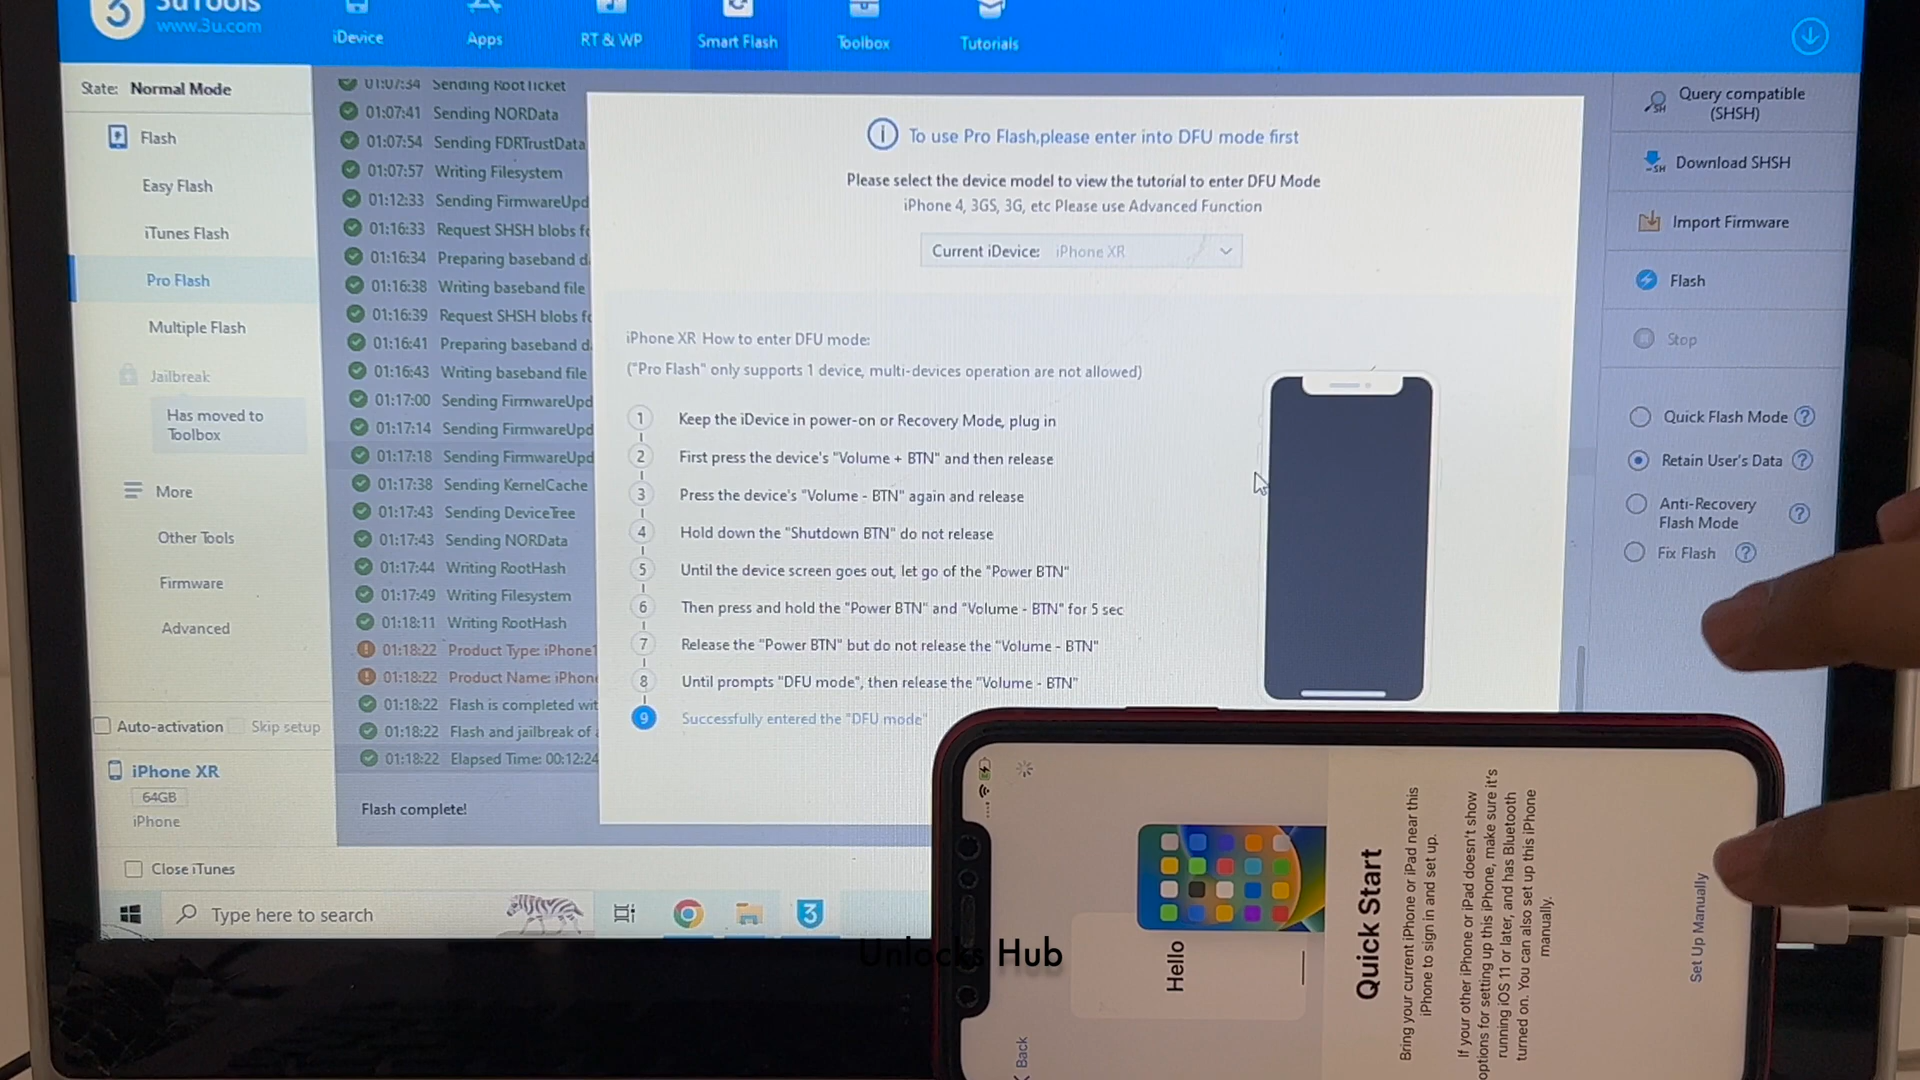 3uTools
www.3u.com
iDevice
Apps
RT & WP
Smart Flash
Toolbox
Tutorials
State: Normal Mode
Flash
Easy Flash
iTunes Flash
Pro Flash
Multiple Flash
Jailbreak
Has moved to
Toolbox
More
Other Tools
Firmware
Advanced
Auto-activation
Skip setup
iPhone XR
64GB
iPhone
Close iTunes
01:07:34 Sending RootTicket
01:07:41 Sending NORData
01:07:54 Sending FDRTrustData
01:07:57 Writing Filesystem
01:12:33 Sending FirmwareUpd
01:16:33 Request SHSH blobs fo
01:16:34 Preparing baseband d
01:16:38 Writing baseband file
01:16:39 Request SHSH blobs fo
01:16:41 Preparing baseband d
01:16:43 Writing baseband file
01:17:00 Sending FirmwareUpd
01:17:14 Sending FirmwareUpd
01:17:18 Sending FirmwareUpd
01:17:38 Sending KernelCache
01:17:43 Sending DeviceTree
01:17:43 Sending NORData
01:17:44 Writing RootHash
01:17:49 Writing Filesystem
01:18:11 Writing RootHash
01:18:22 Product Type: iPhone1
01:18:22 Product Name: iPhone
01:18:22 Flash is completed wit
01:18:22 Flash and jailbreak of
01:18:22 Elapsed Time: 00:12:24
Flash complete!
To use Pro Flash,please enter into DFU mode first
Please select the device model to view the tutorial to enter DFU Mode
iPhone 4, 3GS, 3G, etc Please use Advanced Function
Current iDevice: iPhone XR
iPhone XR How to enter DFU mode:
("Pro Flash" only supports 1 device, multi-devices operation are not allowed)
1 Keep the iDevice in power-on or Recovery Mode, plug in
2 First press the device's "Volume + BTN" and then release
3 Press the device's "Volume - BTN" again and release
4 Hold down the "Shutdown BTN" do not release
5 Until the device screen goes out, let go of the "Power BTN"
6 Then press and hold the "Power BTN" and "Volume - BTN" for 5 sec
7 Release the "Power BTN" but do not release the "Volume - BTN"
8 Until prompts "DFU mode", then release the "Volume - BTN"
9 Successfully entered the "DFU mode"
Query compatible
(SHSH)
Download SHSH
Import Firmware
Flash
Stop
Quick Flash Mode ?
Retain User's Data ?
Anti-Recovery
Flash Mode ?
Fix Flash ?
Type here to search
Unlocks Hub
Back
Hello
Quick Start
Bring your current iPhone or iPad near this
iPhone to sign in and set up.
If your other iPhone or iPad doesn't show
options for setting up this iPhone, make sure it's
running iOS 11 or later, and has Bluetooth
turned on. You can also set up this iPhone
manually.
Set Up Manually